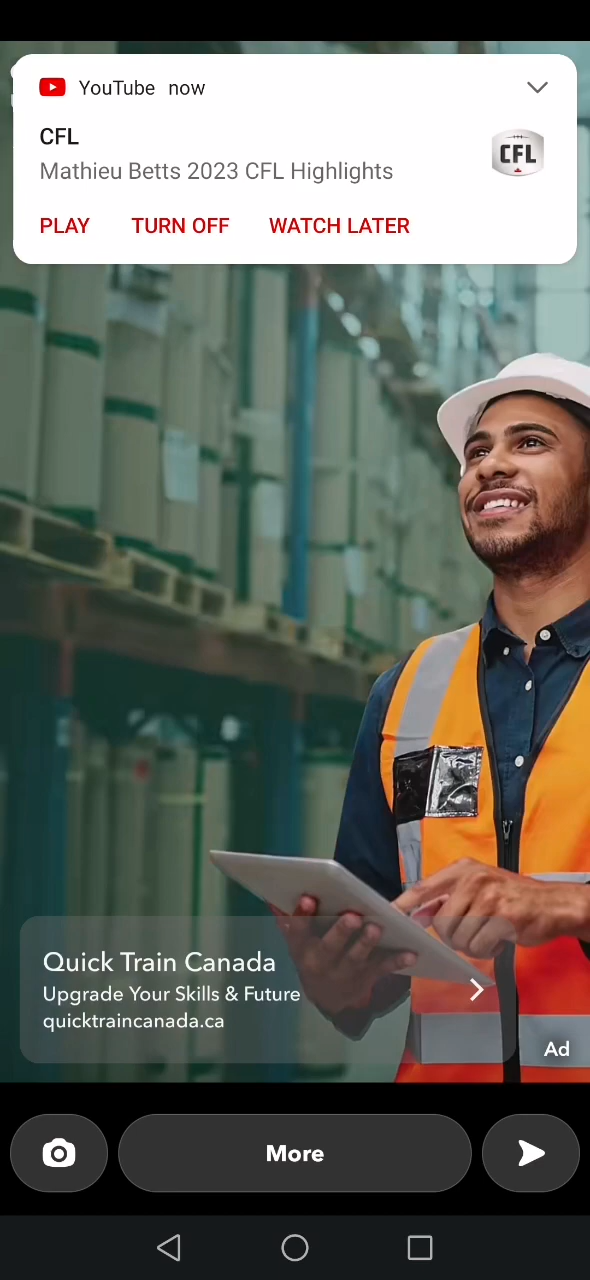 YouTube now
CFL
CFL
Mathieu Betts 2023 CFL Highlights
PLAY TURN OFF WATCH LATER
Quick Train Canada
Upgrade Your Skills & Future
quicktraincanada.ca
Ad
More